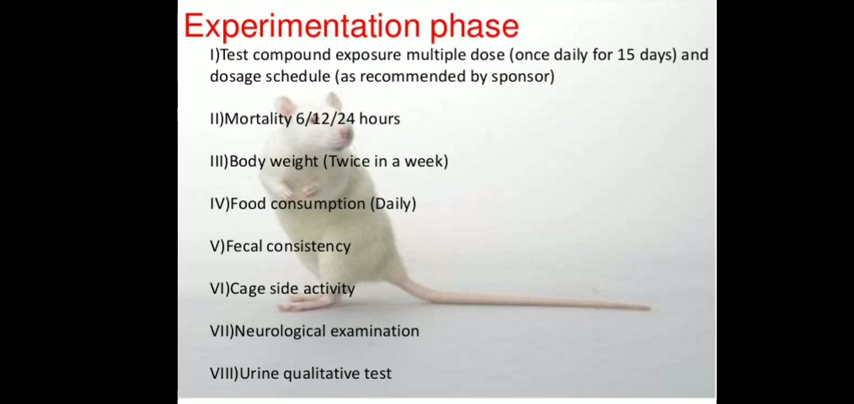 Experimentation phase
I)Test compound exposure multiple dose (once daily for 15 days) and
dosage schedule (as recommended by sponsor)
II)Mortality 6/12/24 hours
III)Body weight (Twice in a week)
IV)Food consumption (Daily)
V)Fecal consistency
VI)Cage side activity
VII)Neurological examination
VIII)Urine qualitative test